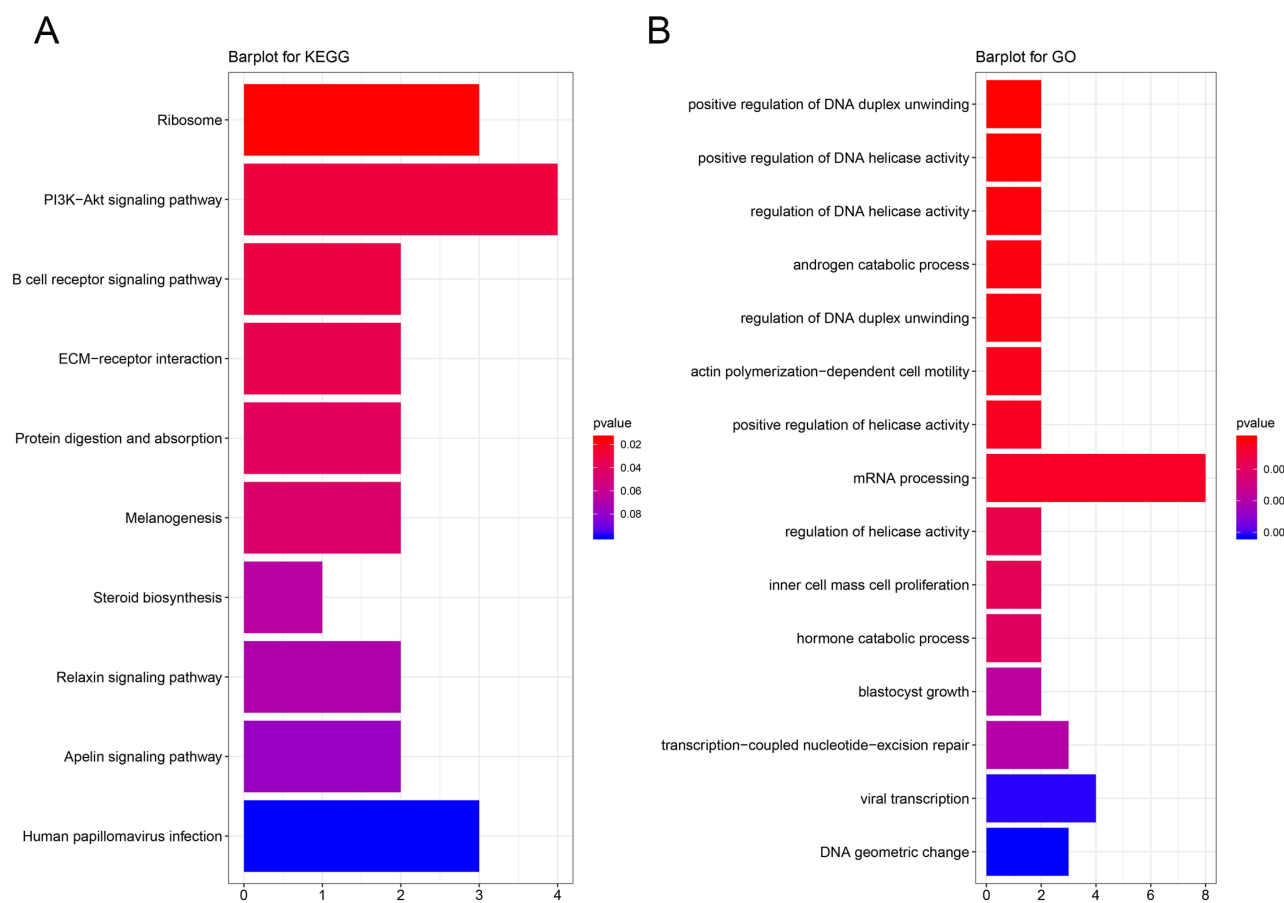 A
Barplot for KEGG
Ribosome
PI3K−Akt signaling pathway
B cell receptor signaling pathway
ECM−receptor interaction
Protein digestion and absorption
Melanogenesis
Steroid biosynthesis
Relaxin signaling pathway
Apelin signaling pathway
Human papillomavirus infection
0 1 2 3 4
pvalue
0.02
0.04
0.06
0.08
B
Barplot for GO
positive regulation of DNA duplex unwinding
positive regulation of DNA helicase activity
regulation of DNA helicase activity
androgen catabolic process
regulation of DNA duplex unwinding
actin polymerization−dependent cell motility
positive regulation of helicase activity
mRNA processing
regulation of helicase activity
inner cell mass cell proliferation
hormone catabolic process
blastocyst growth
transcription−coupled nucleotide−excision repair
viral transcription
DNA geometric change
0 2 4 6 8
pvalue
0.00
0.00
0.00